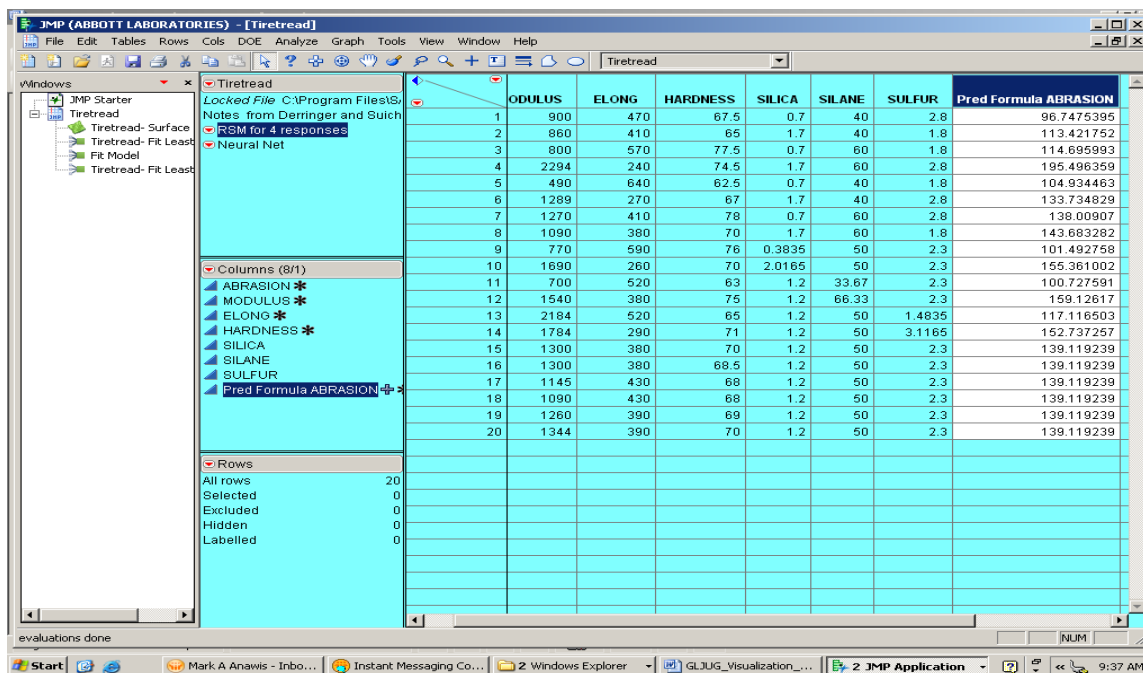 JMP (ABBOTT LABORATORIES) - [Tiretread]
File Edit Tables Rows Cols DOE Analyze Graph Tools View Window Help
Tiretread
Windows
JMP Starter
Tiretread
Tiretread- Surface
Tiretread- Fit Least
Fit Model
Tiretread- Fit Least
Tiretread
Locked File C:\Program Files\S
Notes from Derringer and Suich
RSM for 4 responses
Neural Net
Columns (8/1)
ABRASION
MODULUS
ELONG
HARDNESS
SILICA
SILANE
SULFUR
Pred Formula ABRASION
Rows
All rows 20
Selected 0
Excluded 0
Hidden 0
Labelled 0
ODULUS ELONG HARDNESS SILICA SILANE SULFUR Pred Formula ABRASION
1 900 470 67.5 0.7 40 2.8 96.7475395
2 860 410 65 1.7 40 1.8 113.421752
3 800 570 77.5 0.7 60 1.8 114.695993
4 2294 240 74.5 1.7 60 2.8 195.496359
5 490 640 62.5 0.7 40 1.8 104.934463
6 1289 270 67 1.7 40 2.8 133.734829
7 1270 410 78 0.7 60 2.8 138.00907
8 1090 380 70 1.7 60 1.8 143.683282
9 770 590 76 0.3835 50 2.3 101.492758
10 1690 260 70 2.0165 50 2.3 155.361002
11 700 520 63 1.2 33.67 2.3 100.727591
12 1540 380 75 1.2 66.33 2.3 159.12617
13 2184 520 65 1.2 50 1.4835 117.116503
14 1784 290 71 1.2 50 3.1165 152.737257
15 1300 380 70 1.2 50 2.3 139.119239
16 1300 380 68.5 1.2 50 2.3 139.119239
17 1145 430 68 1.2 50 2.3 139.119239
18 1090 430 68 1.2 50 2.3 139.119239
19 1260 390 69 1.2 50 2.3 139.119239
20 1344 390 70 1.2 50 2.3 139.119239
evaluations done
NUM
Start Mark A Anawis - Inbo... Instant Messaging Co... 2 Windows Explorer GLJUG_Visualization_... 2 JMP Application 9:37 AM